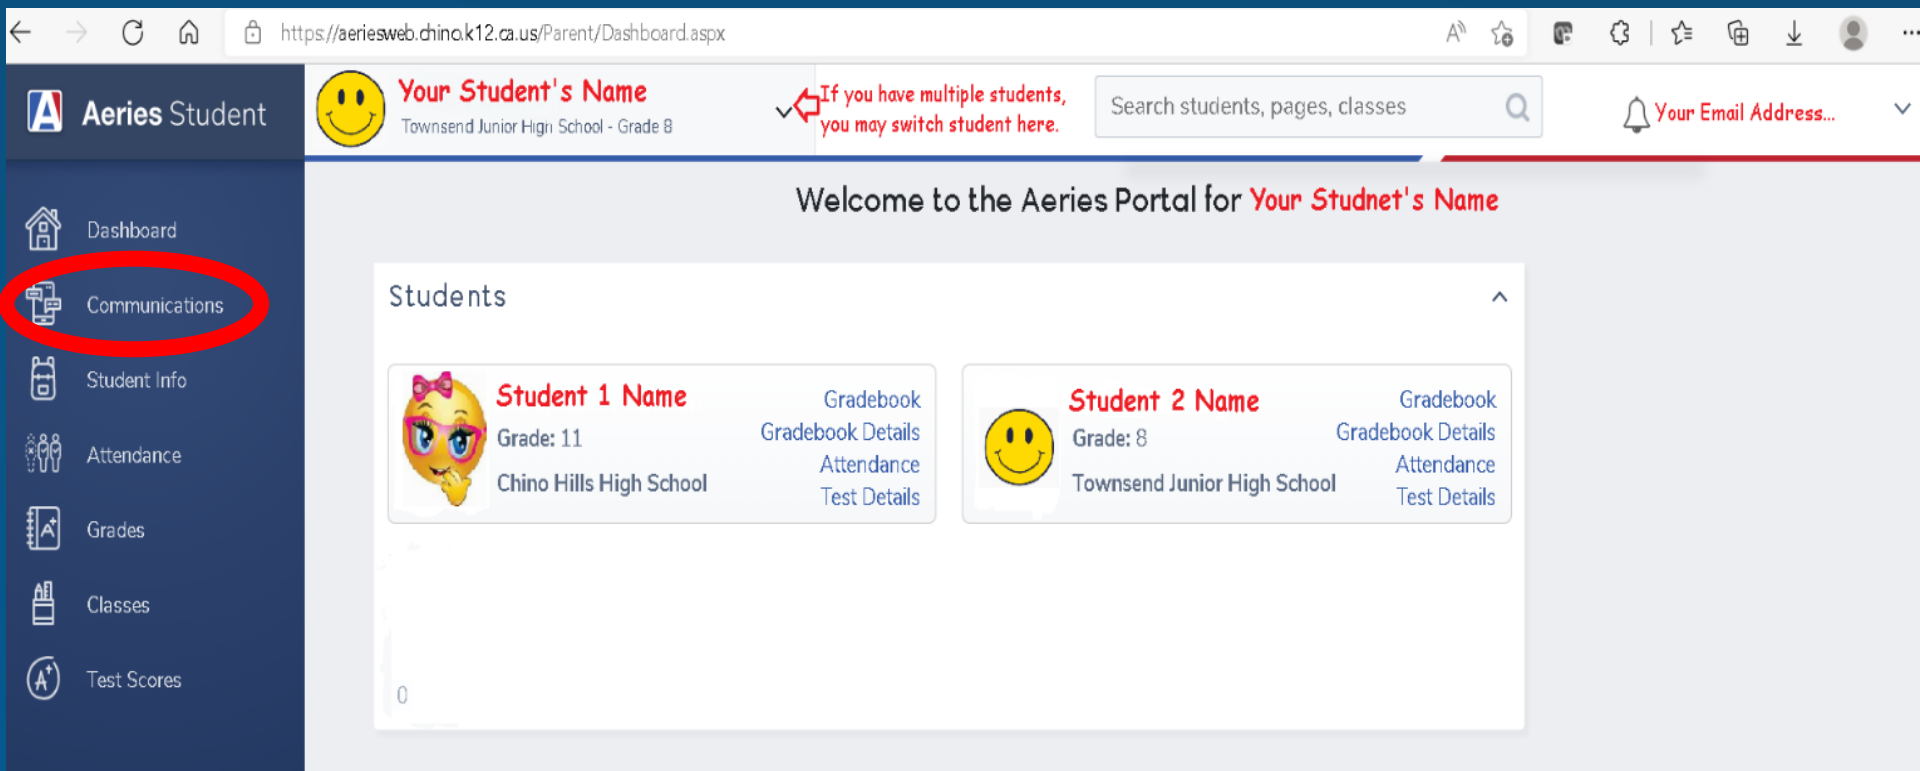 https://aeriesweb.chino.k12.ca.us/Parent/Dashboard.aspx
Aeries Student
Your Student's Name
Townsend Junior High School - Grade 8
If you have multiple students,
you may switch student here.
Search students, pages, classes
Your Email Address...
Welcome to the Aeries Portal for Your Studnet's Name
Dashboard
Communications
Student Info
Attendance
Grades
Classes
Test Scores
Students
Student 1 Name
Grade: 11
Chino Hills High School
Gradebook
Gradebook Details
Attendance
Test Details
Student 2 Name
Grade: 8
Townsend Junior High School
Gradebook
Gradebook Details
Attendance
Test Details
0